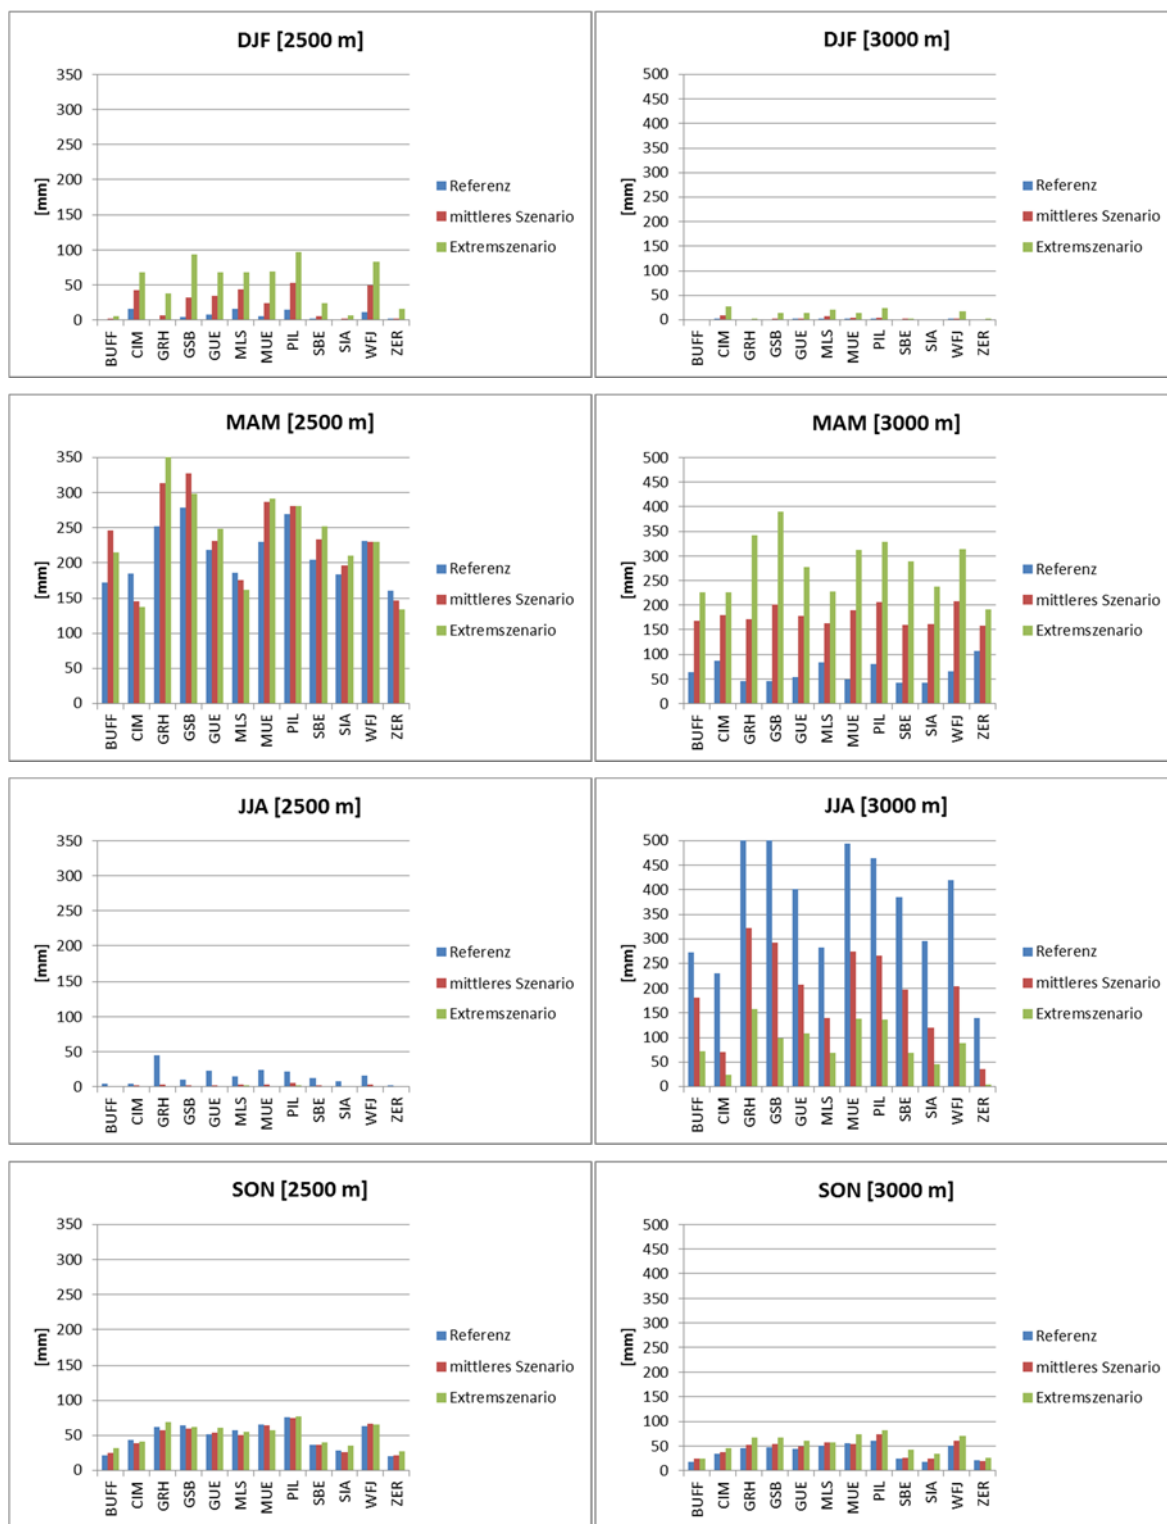 DJF [2500 m]
350
300
250
200
150
100
50
0
[mm]
BUFF
CIM
GRH
GSB
GUE
MLS
MUE
PIL
SBE
SIA
WFJ
ZER
Referenz
mittleres Szenario
Extremszenario
DJF [3000 m]
500
450
400
350
300
250
200
150
100
50
0
[mm]
BUFF
CIM
GRH
GSB
GUE
MLS
MUE
PIL
SBE
SIA
WFJ
ZER
Referenz
mittleres Szenario
Extremszenario
MAM [2500 m]
350
300
250
200
150
100
50
0
[mm]
BUFF
CIM
GRH
GSB
GUE
MLS
MUE
PIL
SBE
SIA
WFJ
ZER
Referenz
mittleres Szenario
Extremszenario
MAM [3000 m]
500
450
400
350
300
250
200
150
100
50
0
[mm]
BUFF
CIM
GRH
GSB
GUE
MLS
MUE
PIL
SBE
SIA
WFJ
ZER
Referenz
mittleres Szenario
Extremszenario
JJA [2500 m]
350
300
250
200
150
100
50
0
[mm]
BUFF
CIM
GRH
GSB
GUE
MLS
MUE
PIL
SBE
SIA
WFJ
ZER
Referenz
mittleres Szenario
Extremszenario
JJA [3000 m]
500
450
400
350
300
250
200
150
100
50
0
[mm]
BUFF
CIM
GRH
GSB
GUE
MLS
MUE
PIL
SBE
SIA
WFJ
ZER
Referenz
mittleres Szenario
Extremszenario
SON [2500 m]
350
300
250
200
150
100
50
0
[mm]
BUFF
CIM
GRH
GSB
GUE
MLS
MUE
PIL
SBE
SIA
WFJ
ZER
Referenz
mittleres Szenario
Extremszenario
SON [3000 m]
500
450
400
350
300
250
200
150
100
50
0
[mm]
BUFF
CIM
GRH
GSB
GUE
MLS
MUE
PIL
SBE
SIA
WFJ
ZER
Referenz
mittleres Szenario
Extremszenario